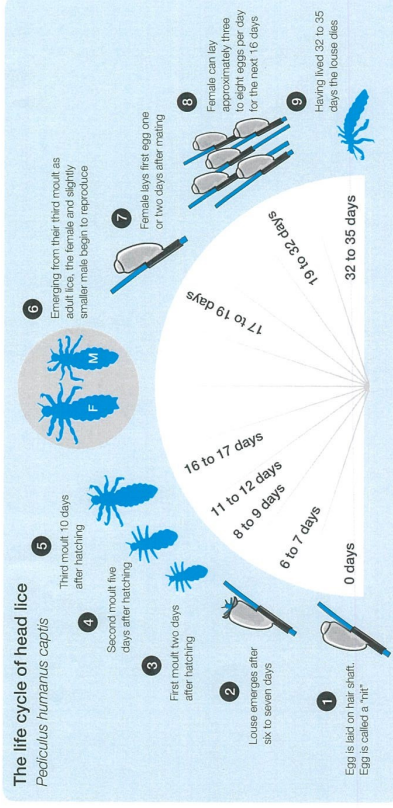 The life cycle of head lice
Pediculus humanus captis
1
Egg is laid on hair shaft.
Egg is called a "nit"
2
Louse emerges after
six to seven days
3
First moult two days
after hatching
4
Second moult five
days after hatching
5
Third moult 10 days
after hatching
6
Emerging from their third moult as
adult lice, the female and slightly
smaller male begin to reproduce
F
M
7
Female lays first egg one
or two days after mating
8
Female can lay
approximately three
to eight eggs per day
for the next 16 days
9
Having lived 32 to 35
days the louse dies
0 days
6 to 7 days
8 to 9 days
11 to 12 days
16 to 17 days
17 to 19 days
19 to 32 days
32 to 35 days